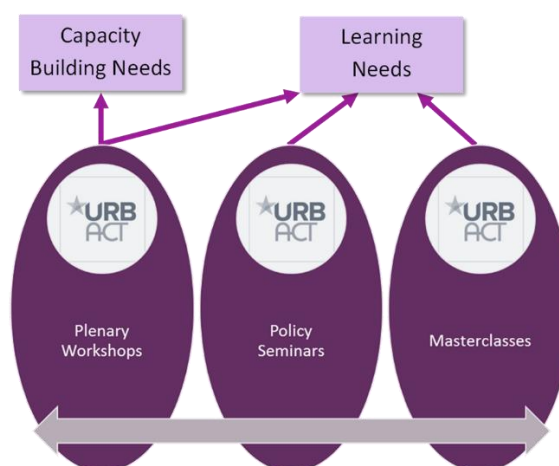 Capacity
Building Needs
Learning
Needs
URB
ACT
URB
ACT
URB
ACT
Plenary
Workshops
Policy
Seminars
Masterclasses